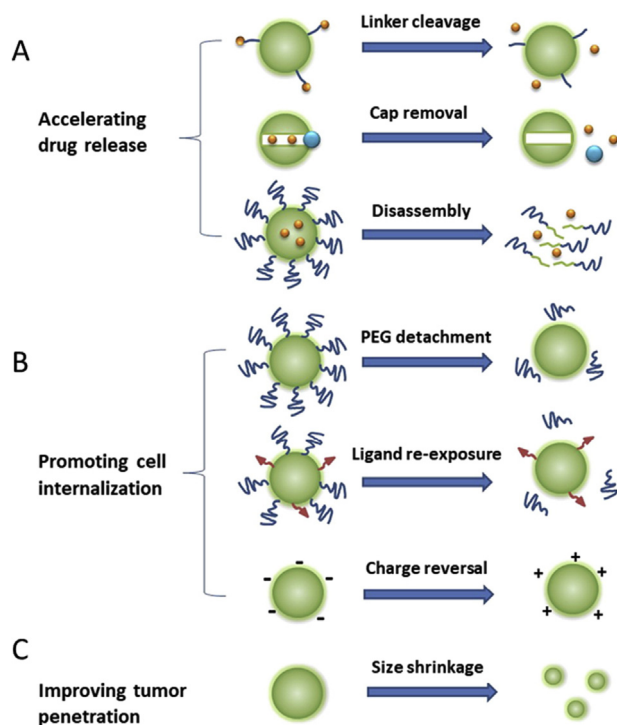 A
Accelerating
drug release
Linker cleavage
Cap removal
Disassembly
B
Promoting cell
internalization
PEG detachment
Ligand re-exposure
Charge reversal
- - - - -
+ + + + +
C
Improving tumor
penetration
Size shrinkage